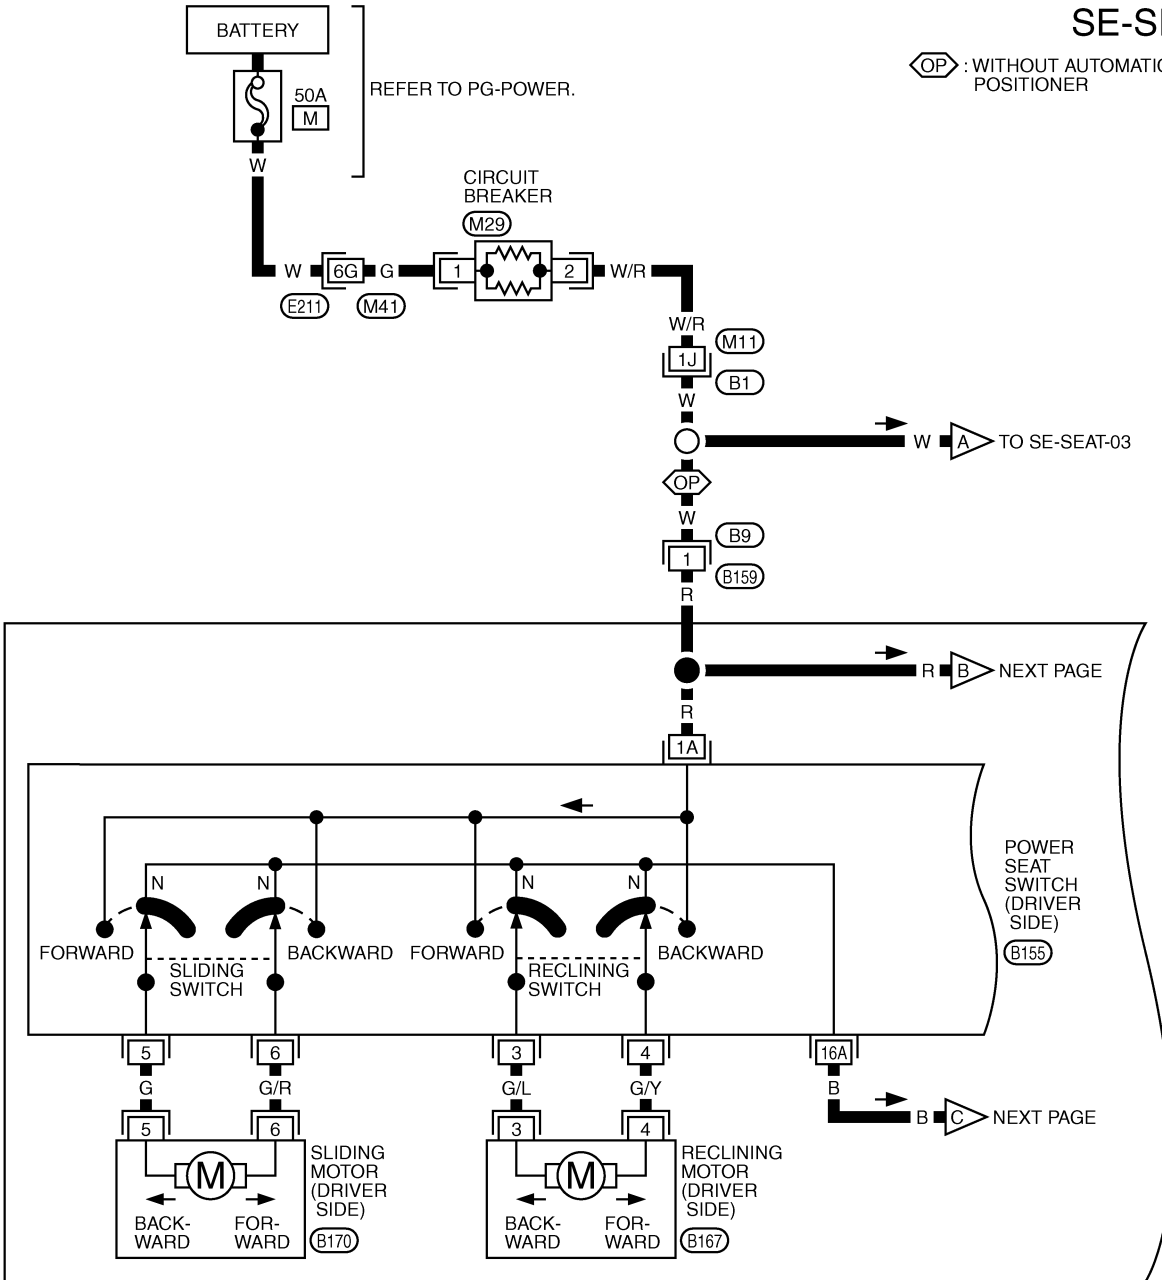 BATTERY
SE-SE
OP : WITHOUT AUTOMATIC
POSITIONER
50A
M
REFER TO PG-POWER.
W
CIRCUIT
BREAKER
M29
W 6G G 1 2 W/R
E211 M41
W/R
M11
1J
B1
W
W A TO SE-SEAT-03
OP
W
B9
1
B159
R
R B NEXT PAGE
R
1A
POWER
SEAT
SWITCH
(DRIVER
SIDE)
B155
N N N N
FORWARD BACKWARD FORWARD BACKWARD
SLIDING
SWITCH
RECLINING
SWITCH
5 6 3 4 16A
G G/R G/L G/Y B
B C NEXT PAGE
5 6 3 4
SLIDING
MOTOR
(DRIVER
SIDE)
B170
M
BACK-
WARD
FOR-
WARD
RECLINING
MOTOR
(DRIVER
SIDE)
B167
M
BACK-
WARD
FOR-
WARD